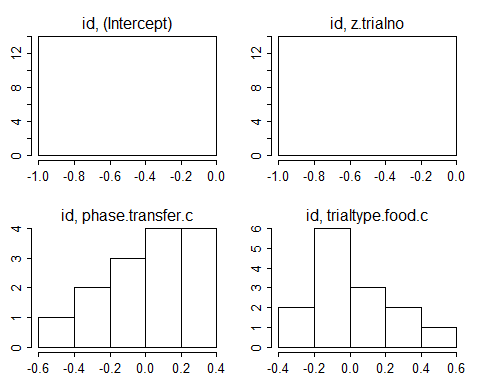 id, (Intercept)
id, z.trialno
0 4 8 12
0 4 8 12
-1.0 -0.8 -0.6 -0.4 -0.2 0.0
-1.0 -0.8 -0.6 -0.4 -0.2 0.0
id, phase.transfer.c
id, trialtype.food.c
0 1 2 3 4
0 1 2 3 4 5 6
-0.6 -0.4 -0.2 0.0 0.2 0.4
-0.4 -0.2 0.0 0.2 0.4 0.6